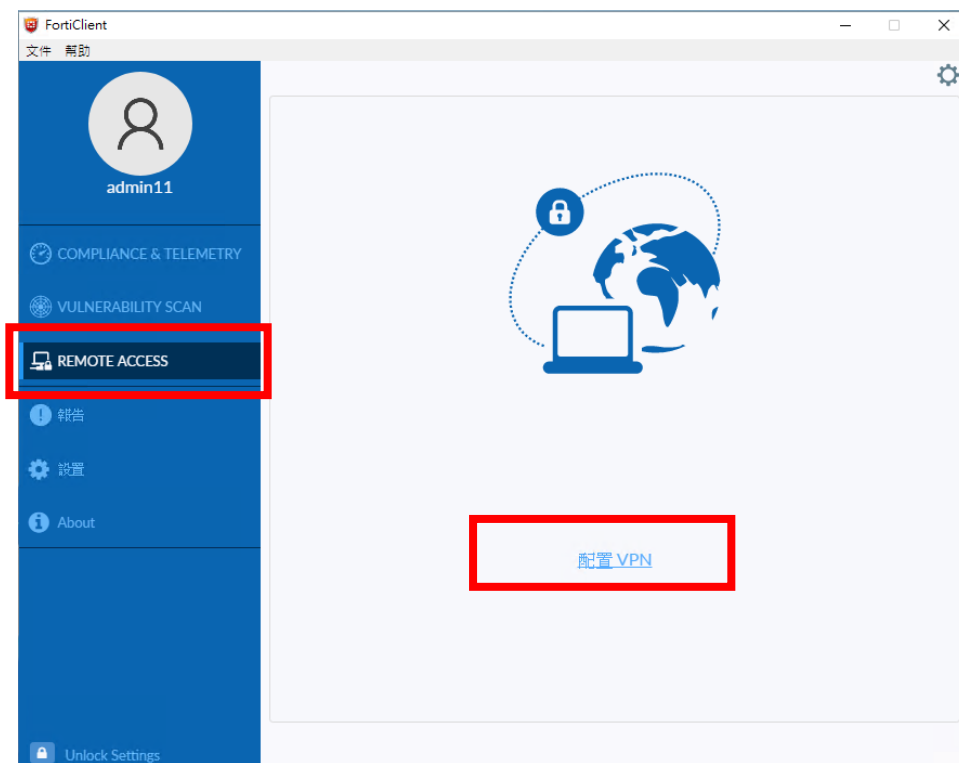 FortiClient
文件 幫助
admin11
COMPLIANCE & TELEMETRY
VULNERABILITY SCAN
REMOTE ACCESS
報告
設置
About
配置 VPN
Unlock Settings